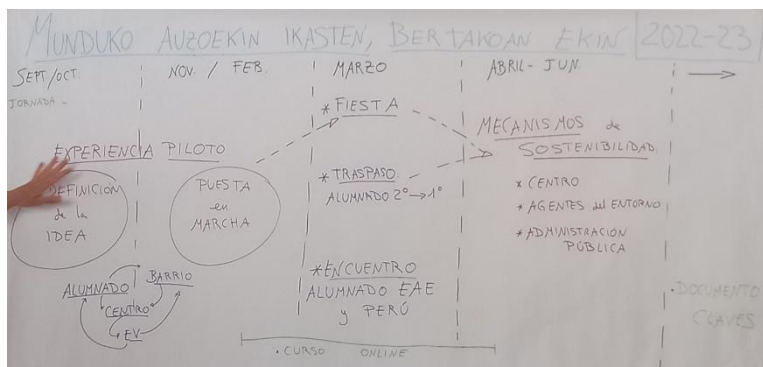 MUNDUKO AUZOEKIN IKASTEN, BERTAKOAN EKIN 2022-23
SEPT/OCT.
NOV. / FEB.
MARZO
ABRIL - JUN.
JORNADA -
EXPERIENCIA PILOTO
DEFINICIÓN
de la
IDEA
PUESTA
en
MARCHA
* FIESTA
* TRASPASO:
ALUMNADO 2º → 1º
* ENCUENTRO
ALUMNADO EAE
y PERÚ
MECANISMOS de
SOSTENIBILIDAD
* CENTRO
* AGENTES del ENTORNO
* ADMINISTRACIÓN
PÚBLICA
ALUMNADO
BARRIO
CENTRO
EV
• CURSO ONLINE
• DOCUMENTO
CLAVES